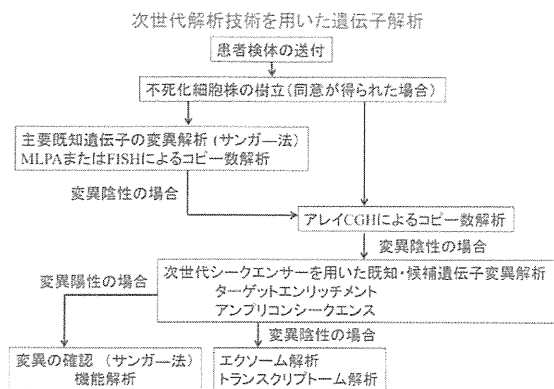 次世代解析技術を用いた遺伝子解析
患者検体の送付
不死化細胞株の樹立(同意が得られた場合)
主要既知遺伝子の変異解析 (サンガー法)
MLPAまたはFISHによるコピー数解析
変異陰性の場合
アレイCGHによるコピー数解析
変異陰性の場合
変異陽性の場合
次世代シークエンサーを用いた既知・候補遺伝子変異解析
ターゲットエンリッチメント
アンプリコンシークエンス
変異陰性の場合
変異の確認 (サンガー法)
機能解析
エクソーム解析
トランスクリプトーム解析